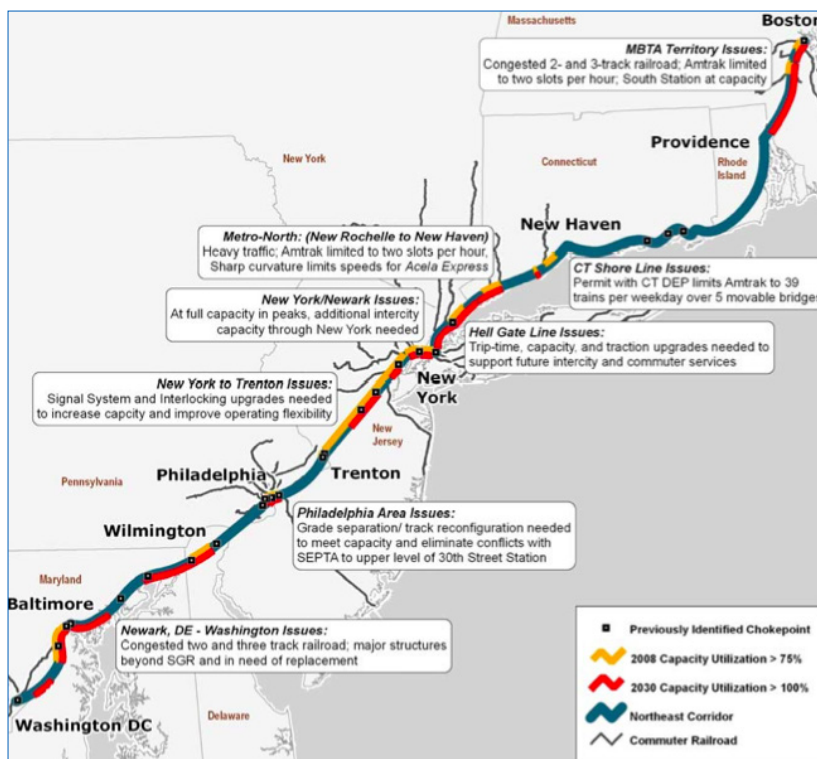 Massachusetts
Boston
MBTA Territory Issues:
Congested 2- and 3-track railroad; Amtrak limited
to two slots per hour; South Station at capacity
Providence
New York
Connecticut
Rhode
Island
New Haven
Metro-North: (New Rochelle to New Haven)
Heavy traffic; Amtrak limited to two slots per hour,
Sharp curvature limits speeds for Acela Express
CT Shore Line Issues:
Permit with CT DEP limits Amtrak to 39
trains per weekday over 5 movable bridges
New York/Newark Issues:
At full capacity in peaks, additional intercity
capacity through New York needed
Hell Gate Line Issues:
Trip-time, capacity, and traction upgrades needed to
support future intercity and commuter services
New York to Trenton Issues:
Signal System and Interlocking upgrades needed
to increase capcity and improve operating flexibility
New
York
New
Jersey
Philadelphia
Trenton
Pennsylvania
Philadelphia Area Issues:
Grade separation/ track reconfiguration needed
to meet capacity and eliminate conflicts with
SEPTA to upper level of 30th Street Station
Wilmington
Maryland
Baltimore
Newark, DE - Washington Issues:
Congested two and three track railroad; major structures
beyond SGR and in need of replacement
Washington DC
Delaware
Previously Identified Chokepoint
2008 Capacity Utilization > 75%
2030 Capacity Utilization > 100%
Northeast Corridor
Commuter Railroad